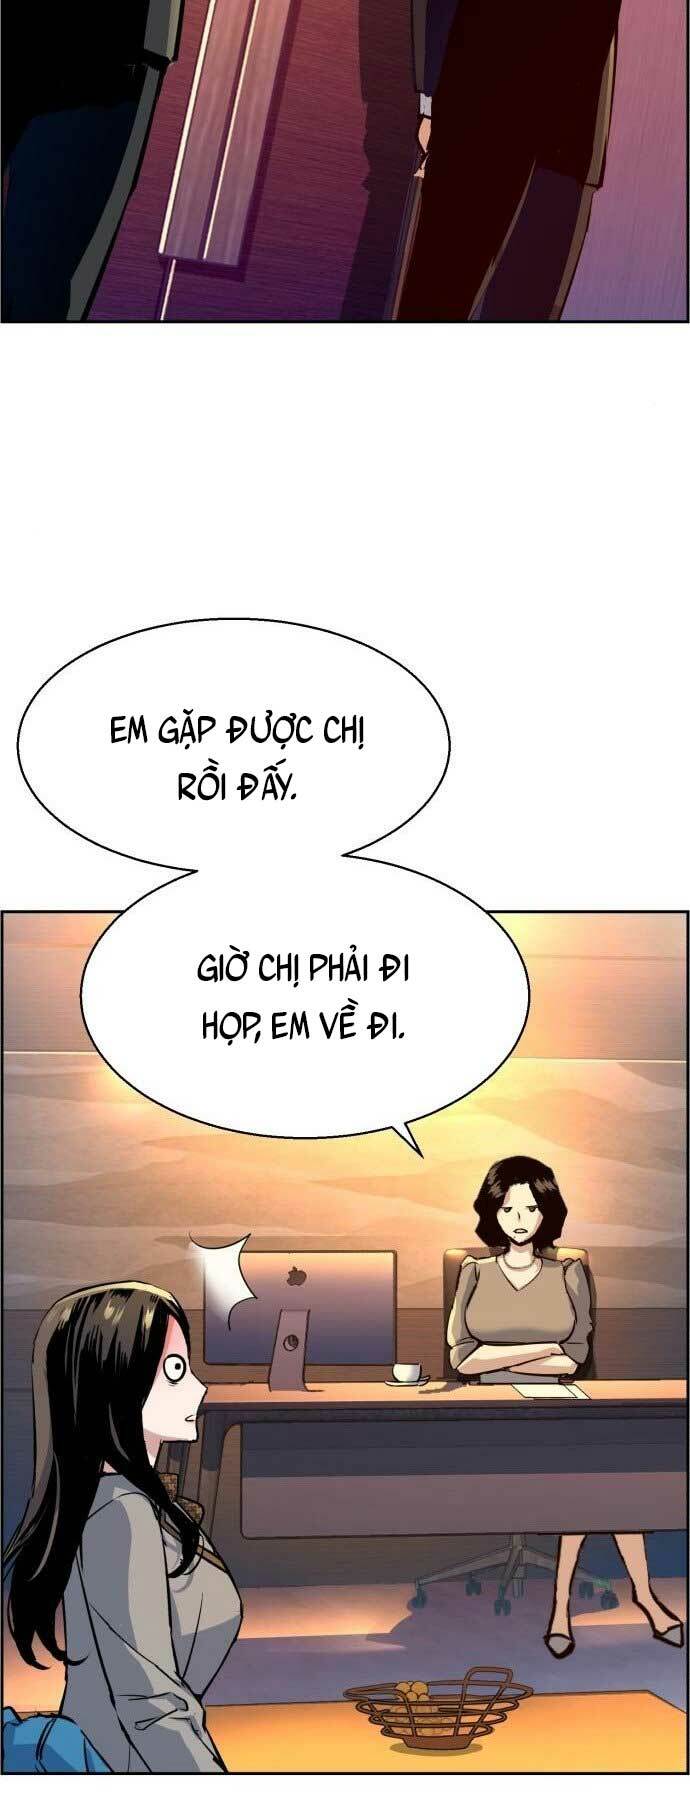 EM GẶP ĐƯỢC CHỊ
RỒI ĐẤY.
GIỜ CHỊ PHẢI ĐI
HỌP, EM VỀ ĐI.